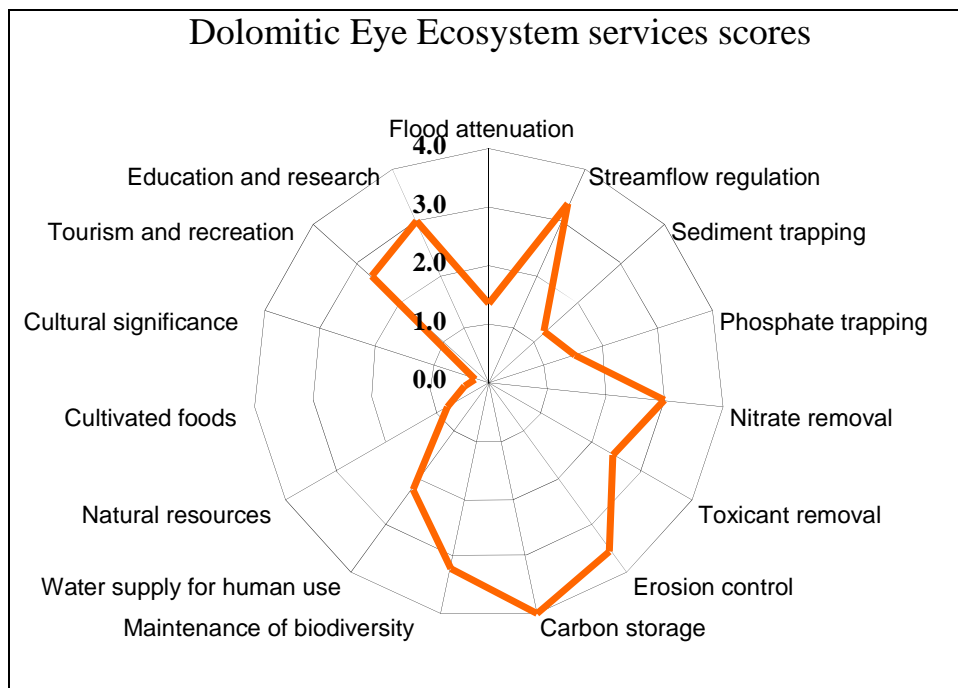 Dolomitic Eye Ecosystem services scores
Flood attenuation
4.0
Education and research
Streamflow regulation
3.0
Tourism and recreation
Sediment trapping
2.0
Cultural significance
1.0
Phosphate trapping
0.0
Cultivated foods
Nitrate removal
Natural resources
Toxicant removal
Water supply for human use
Erosion control
Maintenance of biodiversity
Carbon storage